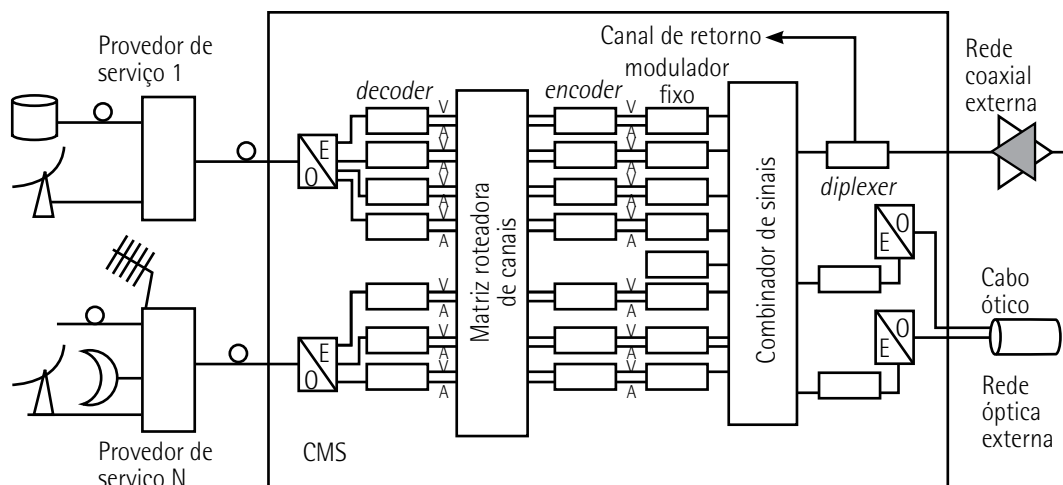 Provedor de
serviço 1
decoder
V
A
V
A
V
A
V
A
encoder
V
A
V
A
V
A
V
A
Canal de retorno
modulador
fixo
Rede
coaxial
externa
E
O
Matriz roteadora
de canais
Combinador de sinais
diplexer
O
E
V
A
V
A
V
A
V
A
V
A
V
A
E
O
O
E
Cabo
ótico
Rede
óptica
externa
CMS
Provedor de
serviço N